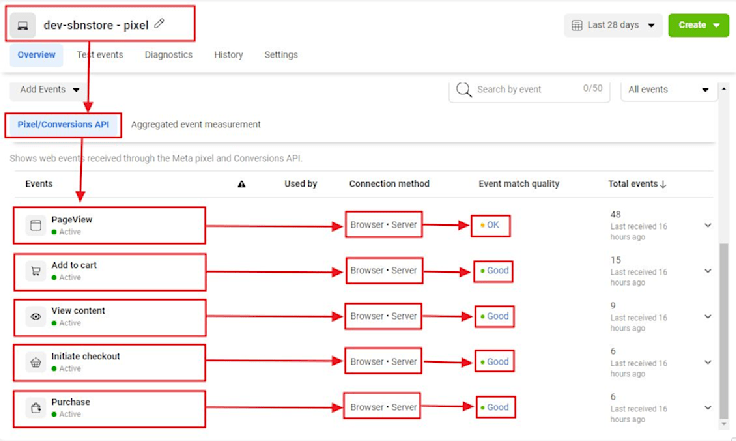 dev-sbnstore - pixel
Last 28 days
Create
Overview
Test events
Diagnostics
History
Settings
Add Events
Search by event
0/50
All events
Pixel/Conversions API
Aggregated event measurement
Shows web events received through the Meta pixel and Conversions API.
Events
Used by
Connection method
Event match quality
Total events
PageView
Active
Browser • Server
OK
48
Last received 16
hours ago
Add to cart
Active
Browser • Server
Good
15
Last received 16
hours ago
View content
Active
Browser • Server
Good
9
Last received 16
hours ago
Initiate checkout
Active
Browser • Server
Good
6
Last received 16
hours ago
Purchase
Active
Browser • Server
Good
6
Last received 16
hours ago